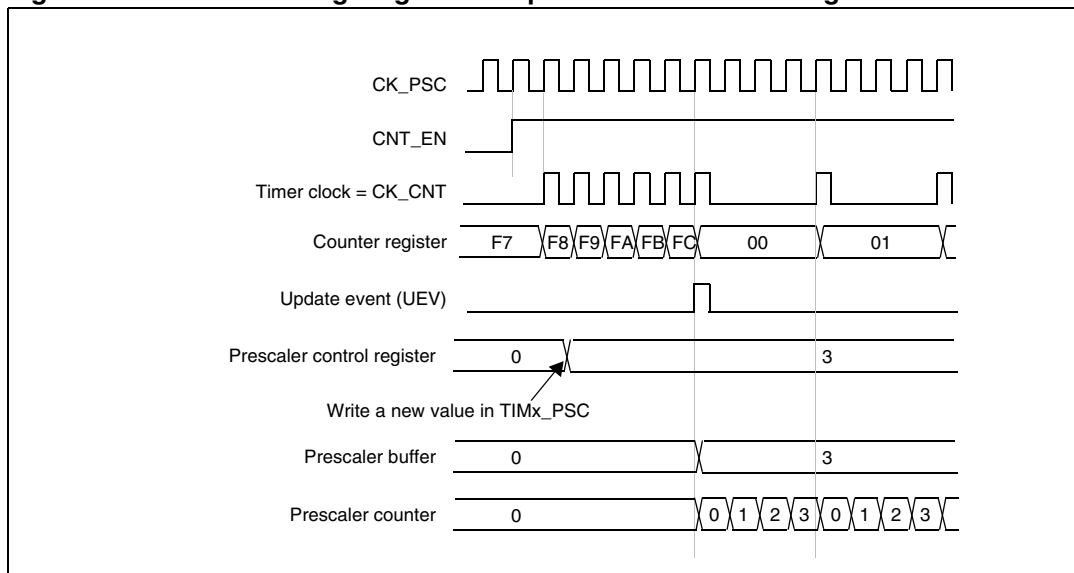 CK_PSC
CNT_EN
Timer clock = CK_CNT
Counter register F7 F8 F9 FA FB FC 00 01
Update event (UEV)
Prescaler control register 0 3
Write a new value in TIMx_PSC
Prescaler buffer 0 3
Prescaler counter 0 0 1 2 3 0 1 2 3